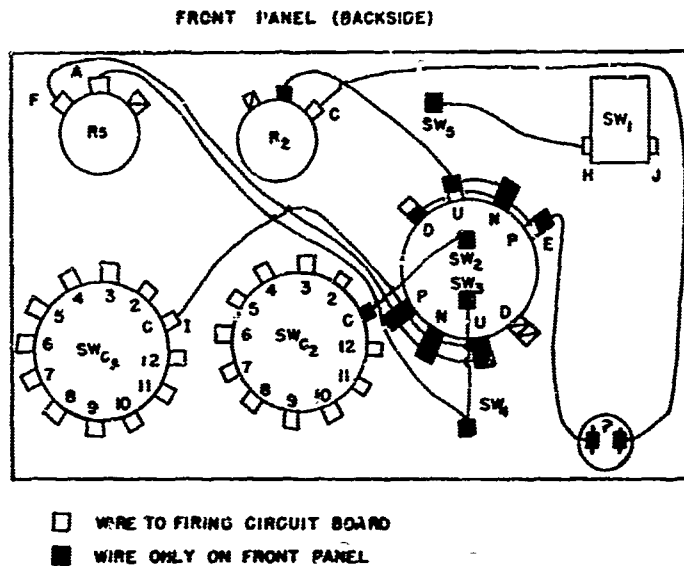 FRONT PANEL (BACKSIDE)
F A R5
R2 C
SW5
SW1
H J
D U N P E
SW2
SW3
P N U D
SW4
4 3 2 C I
5
6 SWC 12
7 8 9 10 11
5 4 3 2 C
6 SWC2 12
7 8 9 10 11
?
WIRE TO FIRING CIRCUIT BOARD
WIRE ONLY ON FRONT PANEL